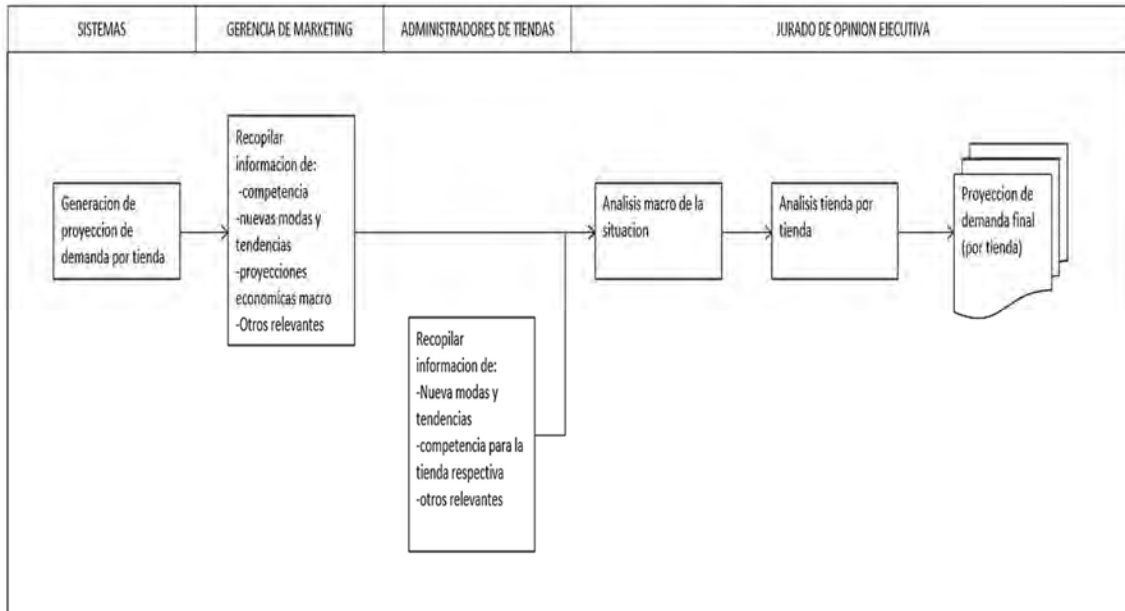 SISTEMAS
GERENCIA DE MARKETING
ADMINISTRADORES DE TIENDAS
JURADO DE OPINION EJECUTIVA
Generacion de
proyeccion de
demanda por tienda
Recopilar
informacion de:
-competencia
-nuevas modas y
tendencias
-proyecciones
economicas macro
-Otros relevantes
Recopilar
informacion de:
-Nueva modas y
tendencias
-competencia para la
tienda respectiva
-otros relevantes
Analisis macro de la
situacion
Analisis tienda por
tienda
Proyeccion de
demanda final
(por tienda)